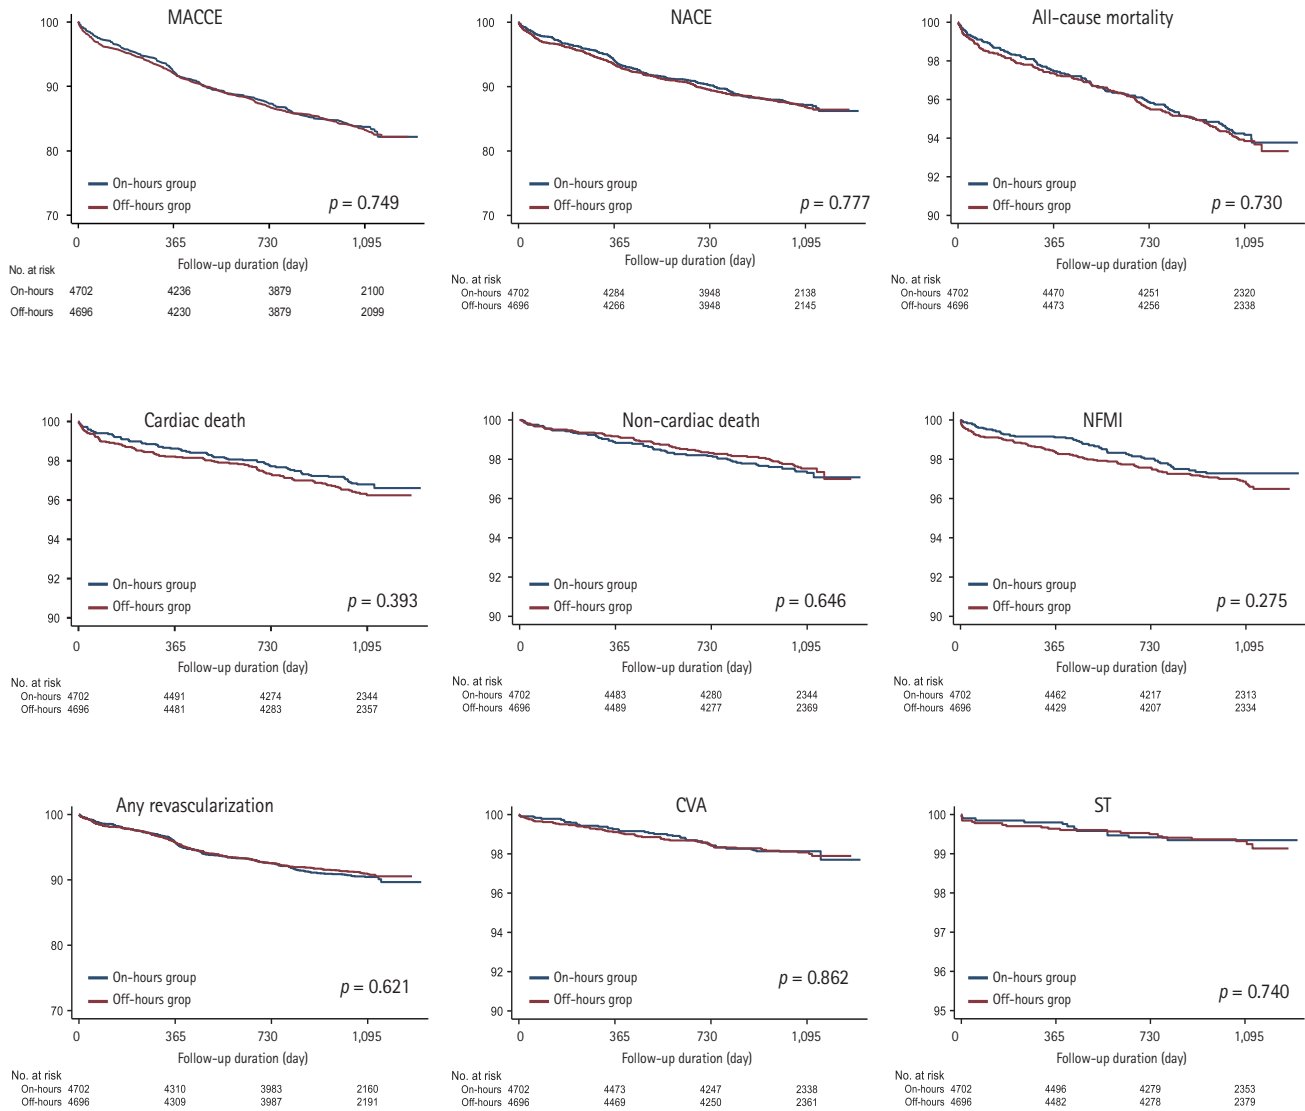 MACCE
100
90
80
70
On-hours group
Off-hours grop
p = 0.749
0 365 730 1,095
Follow-up duration (day)
No. at risk
On-hours 4702 4236 3879 2100
Off-hours 4696 4230 3879 2099
NACE
100
90
80
70
On-hours group
Off-hours grop
p = 0.777
0 365 730 1,095
Follow-up duration (day)
No. at risk
On-hours 4702 4284 3948 2138
Off-hours 4696 4266 3948 2145
All-cause mortality
100
98
96
94
92
90
On-hours group
Off-hours grop
p = 0.730
0 365 730 1,095
Follow-up duration (day)
No. at risk
On-hours 4702 4470 4251 2320
Off-hours 4696 4473 4256 2338
Cardiac death
100
98
96
94
92
90
On-hours group
Off-hours grop
p = 0.393
0 365 730 1,095
Follow-up duration (day)
No. at risk
On-hours 4702 4491 4274 2344
Off-hours 4696 4481 4283 2357
Non-cardiac death
100
98
96
94
92
90
On-hours group
Off-hours grop
p = 0.646
0 365 730 1,095
Follow-up duration (day)
No. at risk
On-hours 4702 4483 4280 2344
Off-hours 4696 4489 4277 2369
NFMI
100
98
96
94
92
90
On-hours group
Off-hours grop
p = 0.275
0 365 730 1,095
Follow-up duration (day)
No. at risk
On-hours 4702 4462 4217 2313
Off-hours 4696 4429 4207 2334
Any revascularization
100
90
80
70
On-hours group
Off-hours grop
p = 0.621
0 365 730 1,095
Follow-up duration (day)
No. at risk
On-hours 4702 4310 3983 2160
Off-hours 4696 4309 3987 2191
CVA
100
98
96
94
92
90
On-hours group
Off-hours grop
p = 0.862
0 365 730 1,095
Follow-up duration (day)
No. at risk
On-hours 4702 4473 4247 2338
Off-hours 4696 4469 4250 2361
ST
100
99
98
97
96
95
On-hours group
Off-hours grop
p = 0.740
0 365 730 1,095
Follow-up duration (day)
No. at risk
On-hours 4702 4496 4279 2353
Off-hours 4696 4482 4278 2379